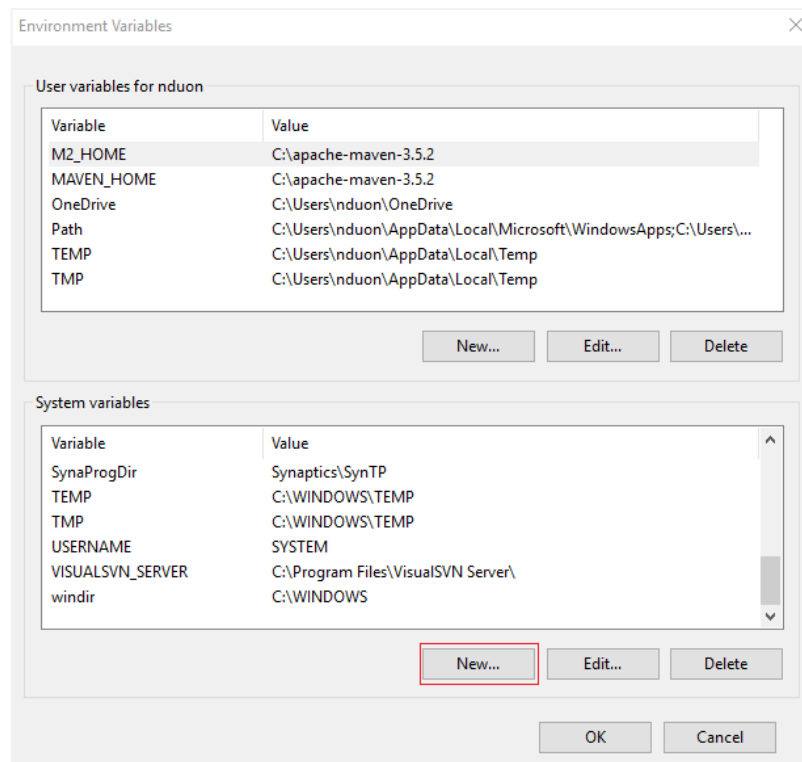 Environment Variables
User variables for nduon
Variable Value
M2_HOME C:\apache-maven-3.5.2
MAVEN_HOME C:\apache-maven-3.5.2
OneDrive C:\Users\nduon\OneDrive
Path C:\Users\nduon\AppData\Local\Microsoft\WindowsApps;C:\Users\...
TEMP C:\Users\nduon\AppData\Local\Temp
TMP C:\Users\nduon\AppData\Local\Temp
New... Edit... Delete
System variables
Variable Value
SynaProgDir Synaptics\SynTP
TEMP C:\WINDOWS\TEMP
TMP C:\WINDOWS\TEMP
USERNAME SYSTEM
VISUALSVN_SERVER C:\Program Files\VisualSVN Server\
windir C:\WINDOWS
New... Edit... Delete
OK Cancel